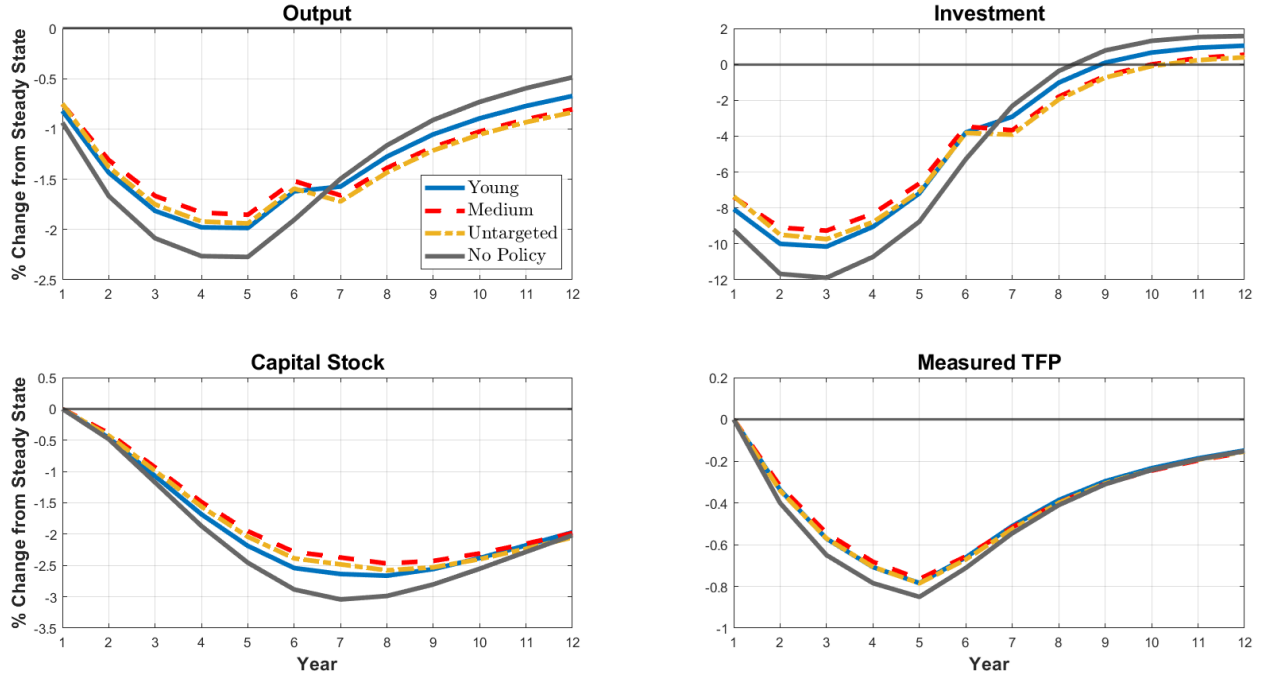 Output
% Change from Steady State
0
-0.5
-1
-1.5
-2
-2.5
1 2 3 4 5 6 7 8 9 10 11 12
Young
Medium
Untargeted
No Policy
Investment
2
0
-2
-4
-6
-8
-10
-12
1 2 3 4 5 6 7 8 9 10 11 12
Capital Stock
% Change from Steady State
0.5
0
-0.5
-1
-1.5
-2
-2.5
-3
-3.5
1 2 3 4 5 6 7 8 9 10 11 12
Year
Measured TFP
0.2
0
-0.2
-0.4
-0.6
-0.8
-1
1 2 3 4 5 6 7 8 9 10 11 12
Year